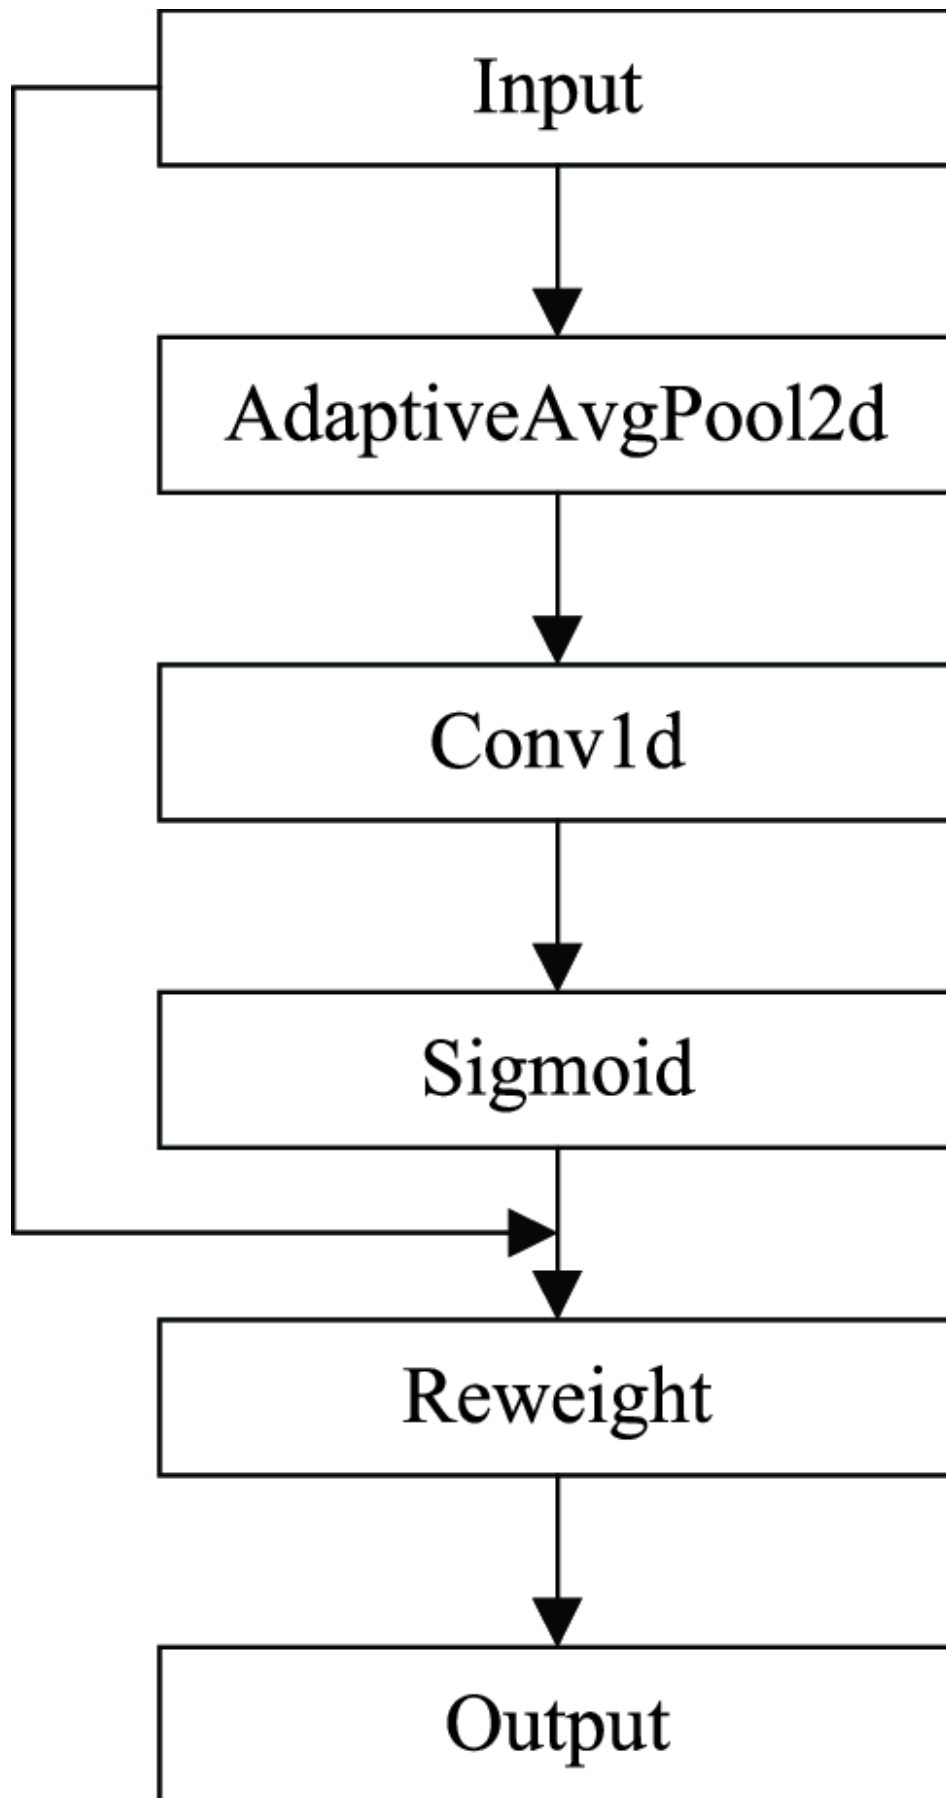 Input
AdaptiveAvgPool2d
Conv1d
Sigmoid
Reweight
Output